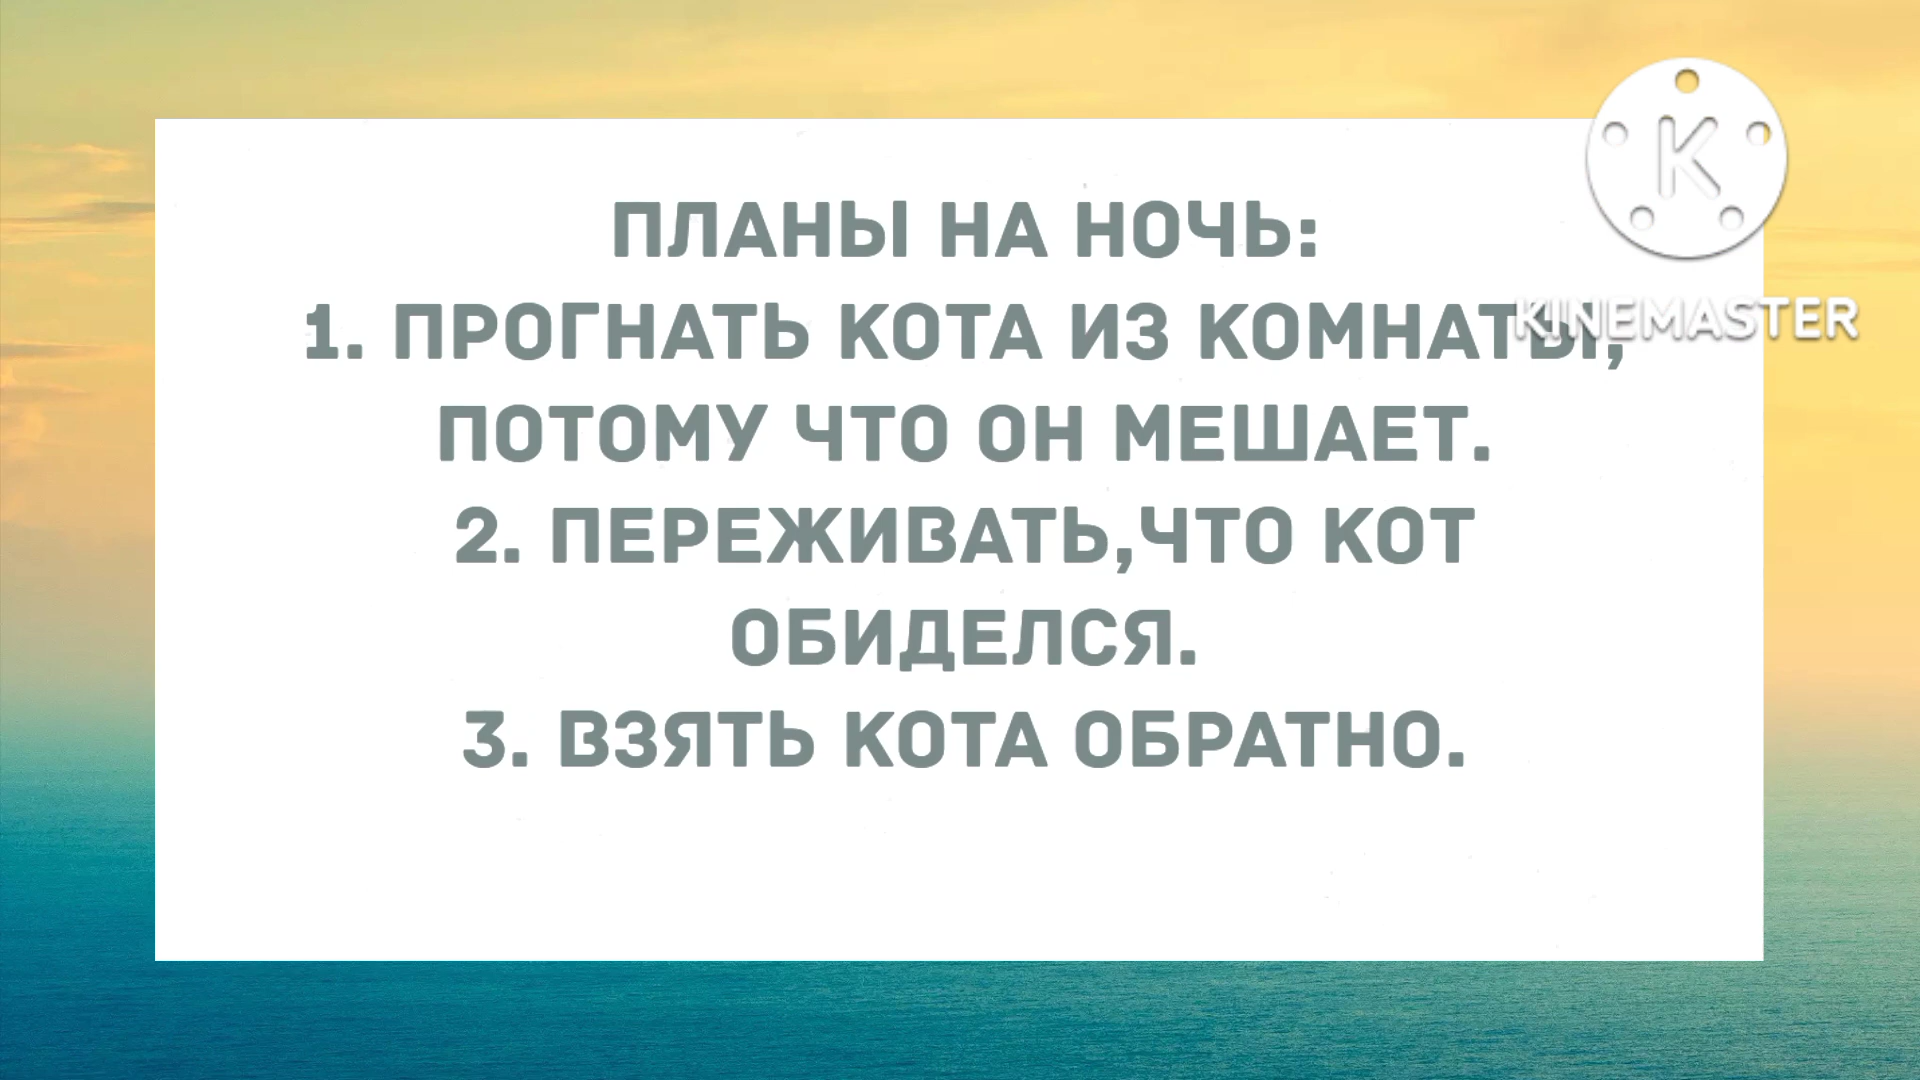 ПЛАНЫ НА НОЧЬ:
1. ПРОГНАТЬ КОТА ИЗ КОМНАТЫ,
ПОТОМУ ЧТО ОН МЕШАЕТ.
2. ПЕРЕЖИВАТЬ,ЧТО КОТ
ОБИДЕЛСЯ.
3. ВЗЯТЬ КОТА ОБРАТНО.
K
KINEMASTER